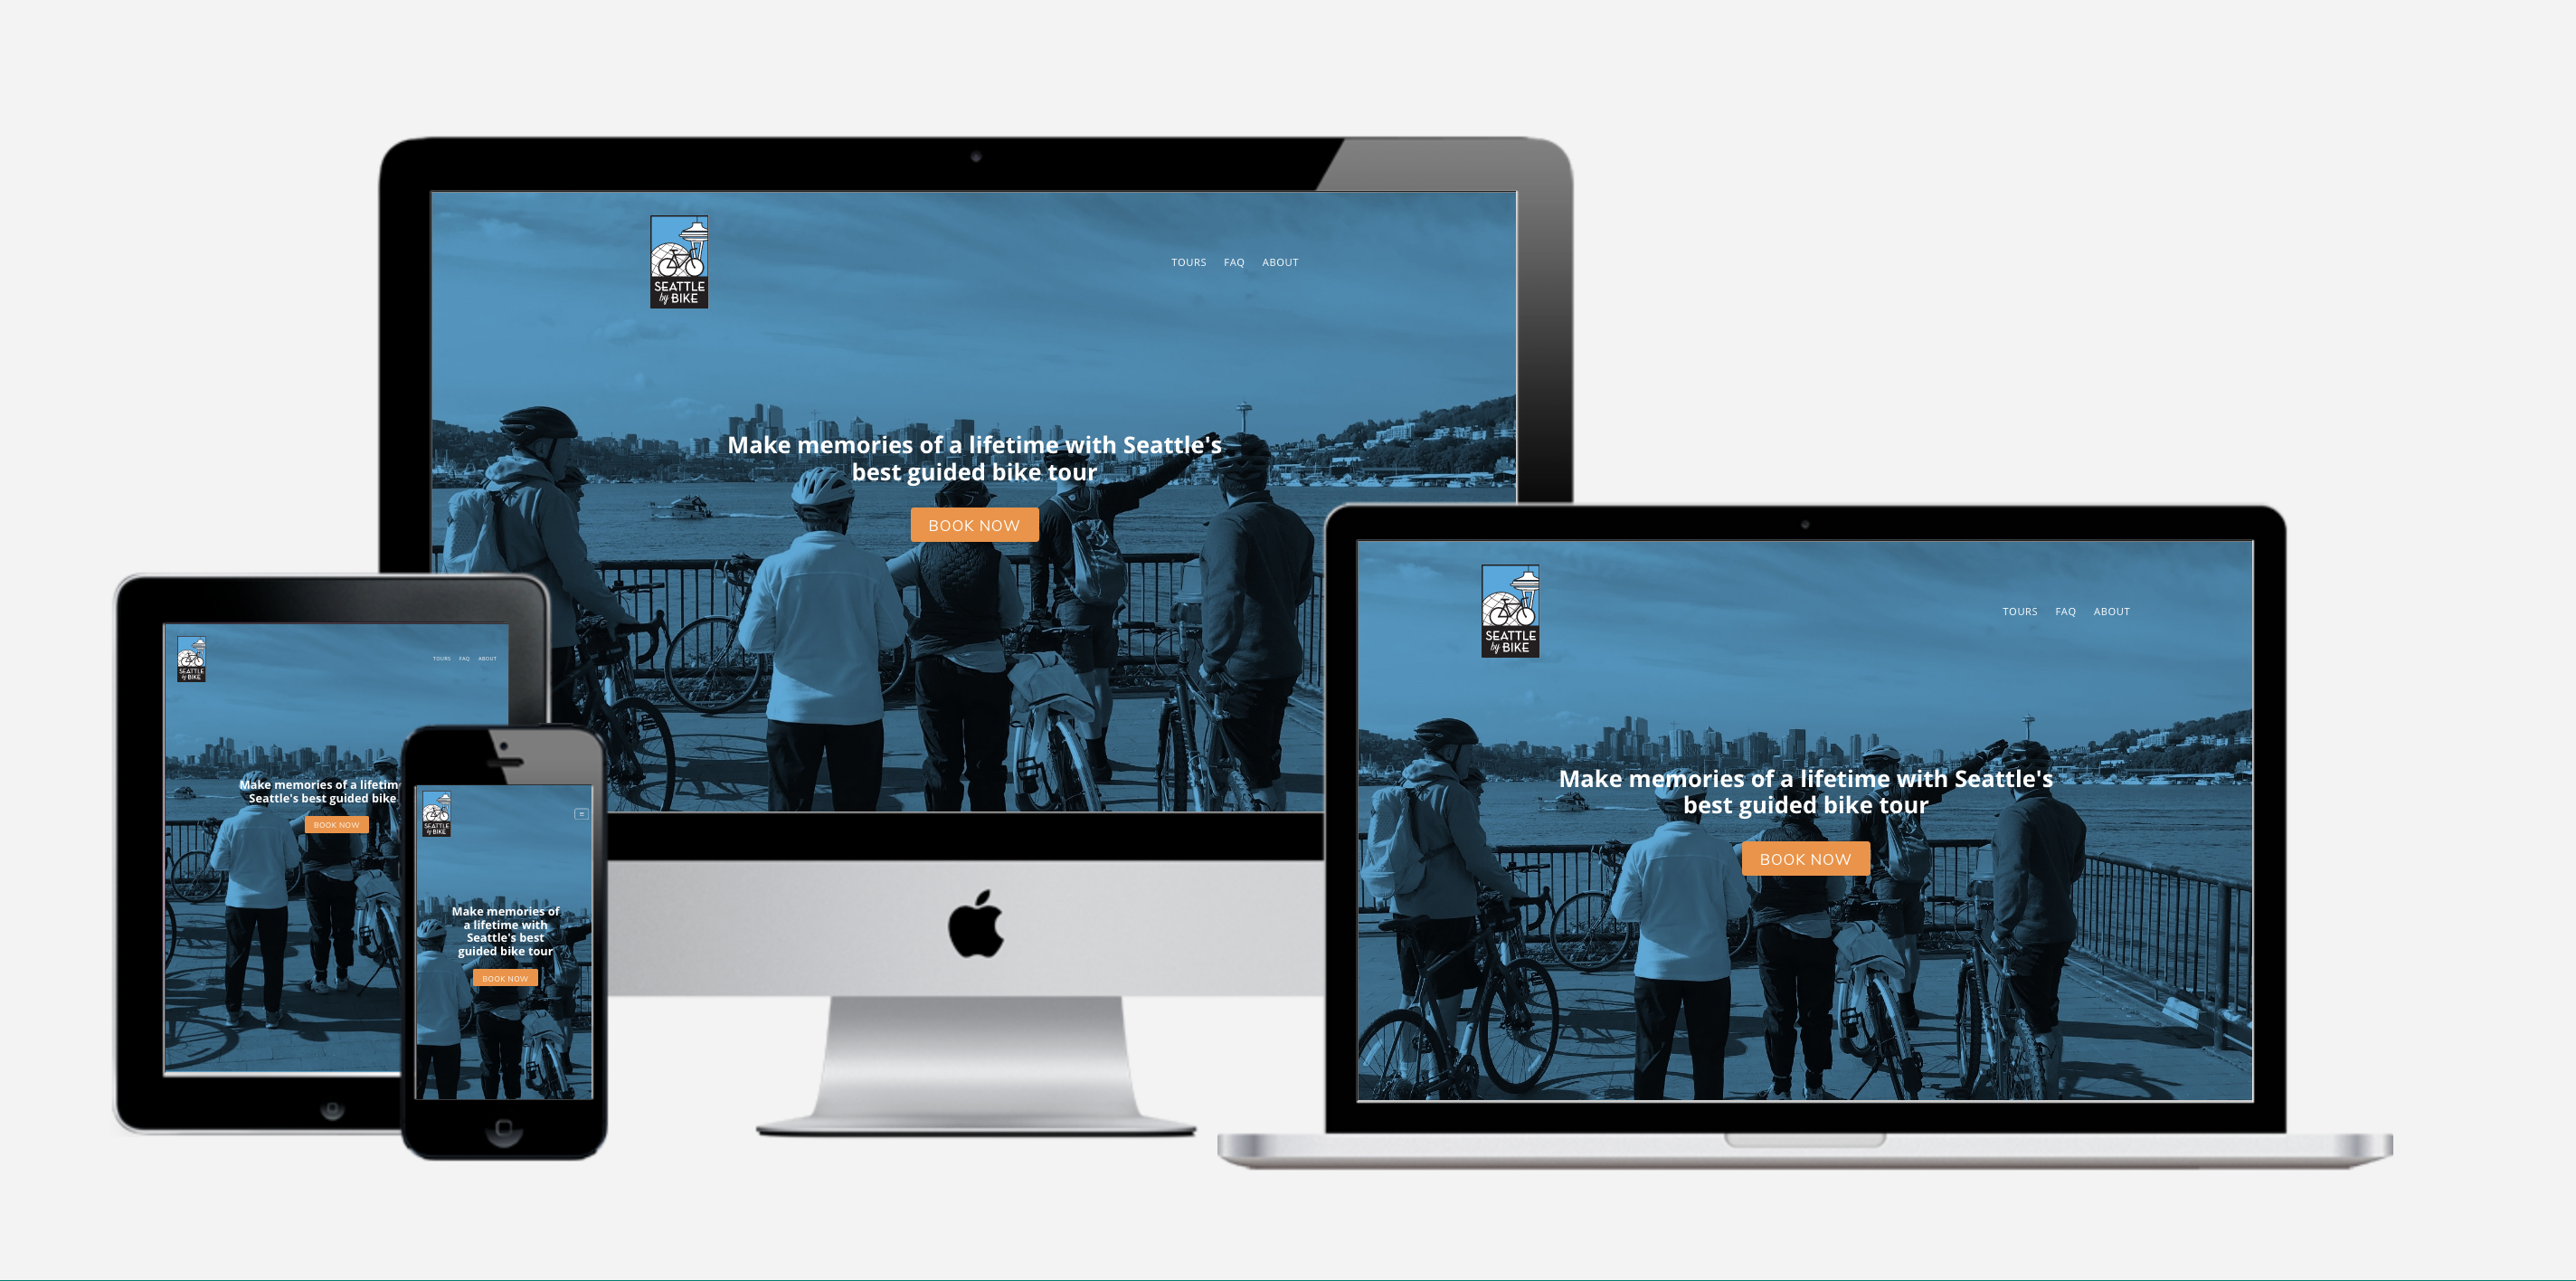 SEATTLE
by BIKE
TOURS FAQ ABOUT
Make memories of a lifetime with Seattle's
best guided bike tour
BOOK NOW
SEATTLE
by BIKE
TOURS FAQ ABOUT
Make memories of a lifetime with Seattle's
best guided bike tour
BOOK NOW
SEATTLE
by BIKE
TOURS FAQ ABOUT
Make memories of a lifetim
Seattle's best guided bike
BOOK NOW
SEATTLE
by BIKE
Make memories of
a lifetime with
Seattle's best
guided bike tour
BOOK NOW